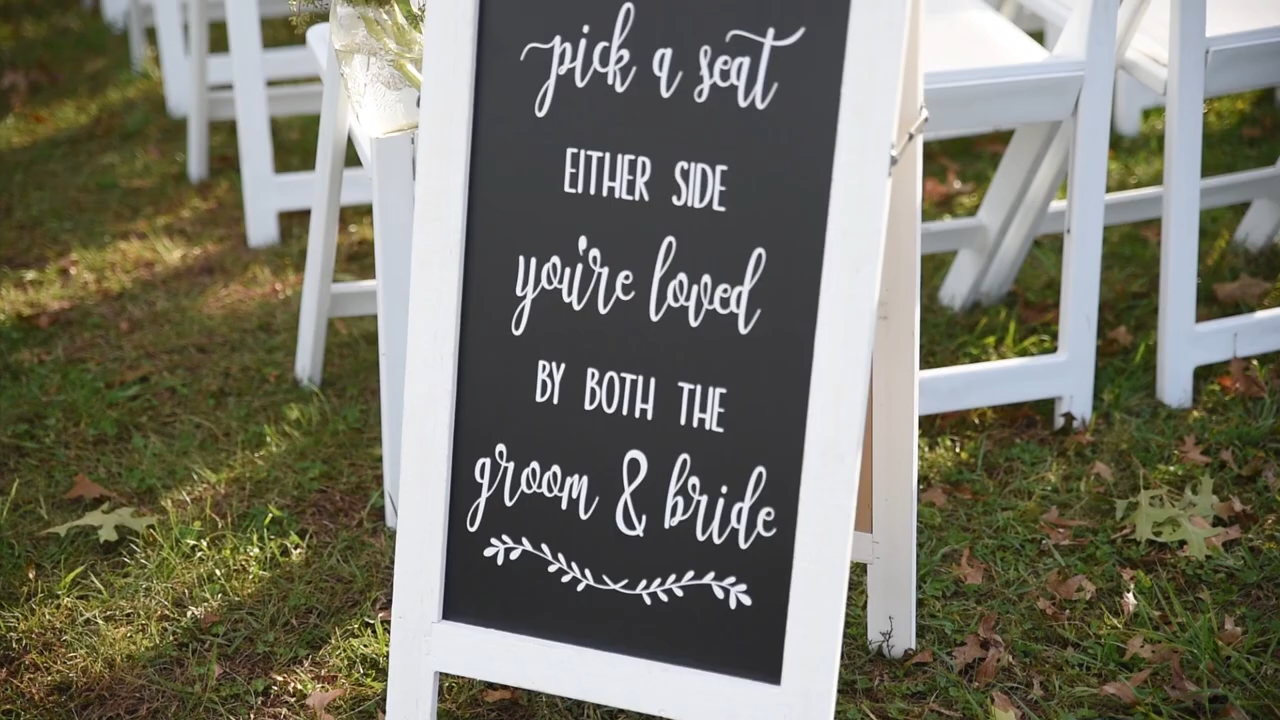 pick a seat
EITHER SIDE
you're loved
BY BOTH THE
groom & bride